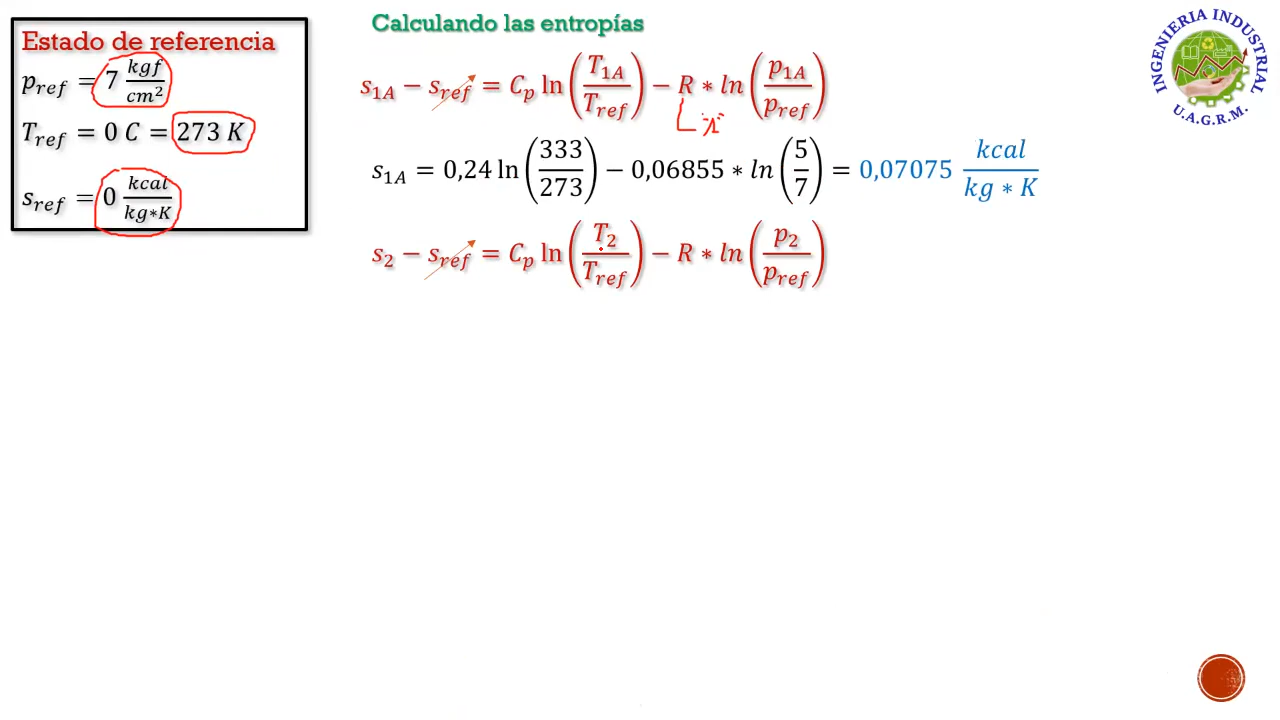 Estado de referencia
p_ref = 7 kgf/cm²
T_ref = 0 C = 273 K
s_ref = 0 kcal/kg∗K
Calculando las entropías
s_1A − s_ref = C_p ln(T_1A/T_ref) − R ∗ ln(p_1A/p_ref)
s_1A = 0,24 ln(333/273) − 0,06855 ∗ ln(5/7) = 0,07075 kcal/kg ∗ K
s_2 − s_ref = C_p ln(T_2/T_ref) − R ∗ ln(p_2/p_ref)
INGENIERIA INDUSTRIAL
U.A.G.R.M.